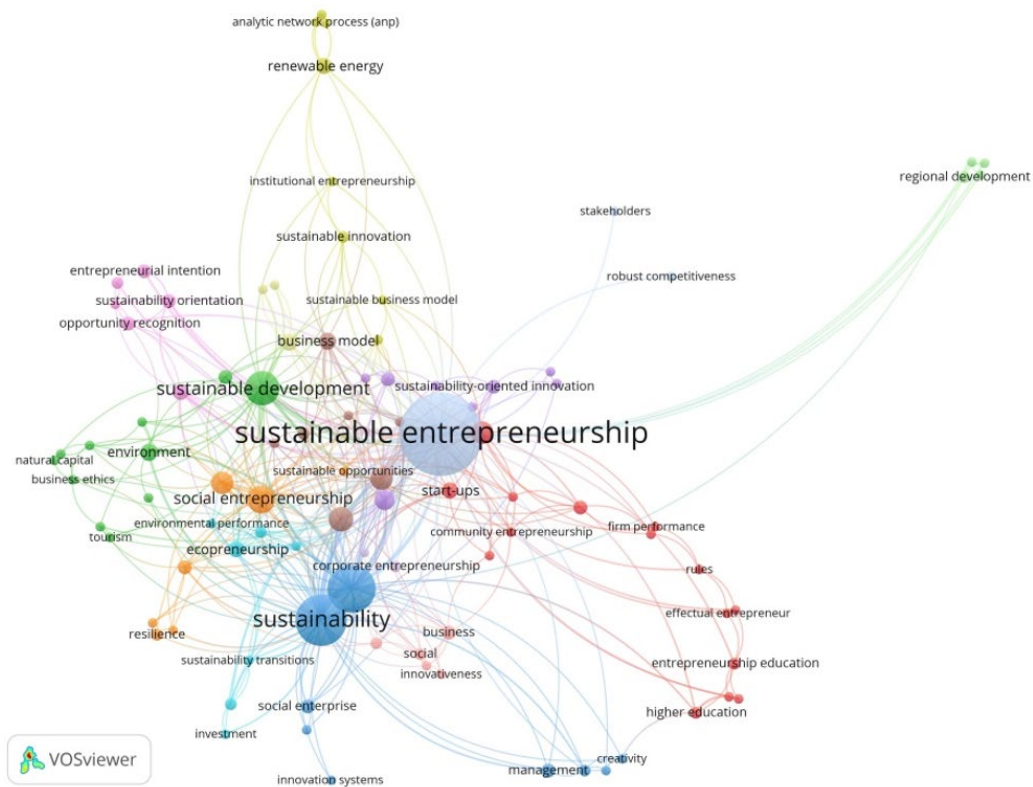 analytic network process (anp)
renewable energy
regional development
institutional entrepreneurship
stakeholders
sustainable innovation
entrepreneurial intention
robust competitiveness
sustainability orientation
sustainable business model
opportunity recognition
business model
sustainable development
sustainability-oriented innovation
sustainable entrepreneurship
environment
natural capital
sustainable opportunities
business ethics
start-ups
social entrepreneurship
environmental performance
firm performance
community entrepreneurship
tourism
ecopreneurship
corporate entrepreneurship
rules
effectual entrepreneur
sustainability
business
resilience
social
sustainability transitions
entrepreneurship education
innovativeness
social enterprise
higher education
investment
creativity
VOSviewer
management
innovation systems